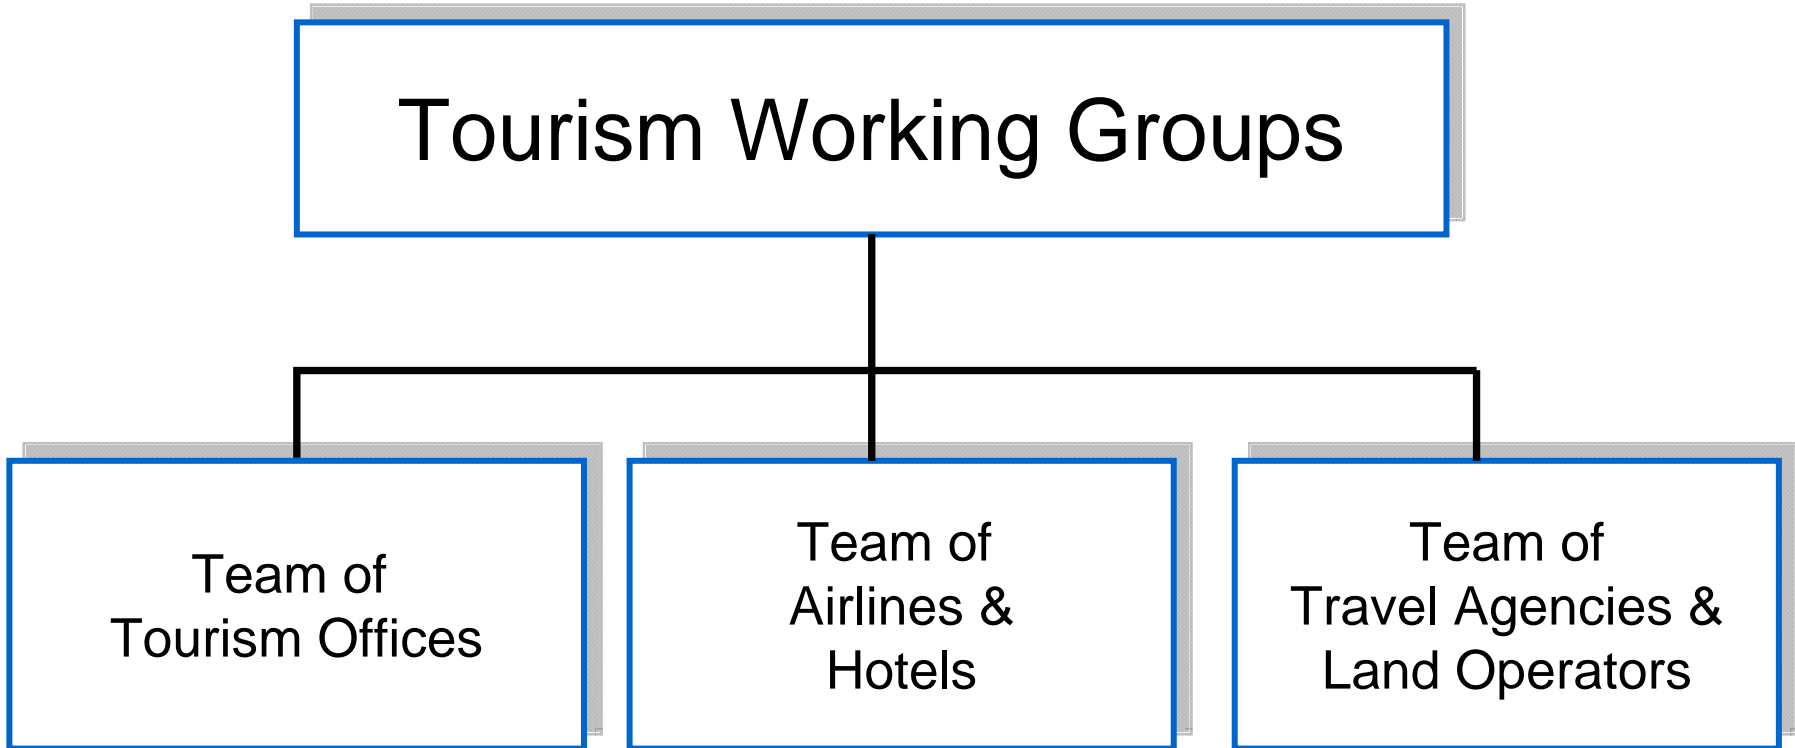 Tourism Working Groups
Team of
Tourism Offices
Team of
Airlines &
Hotels
Team of
Travel Agencies &
Land Operators